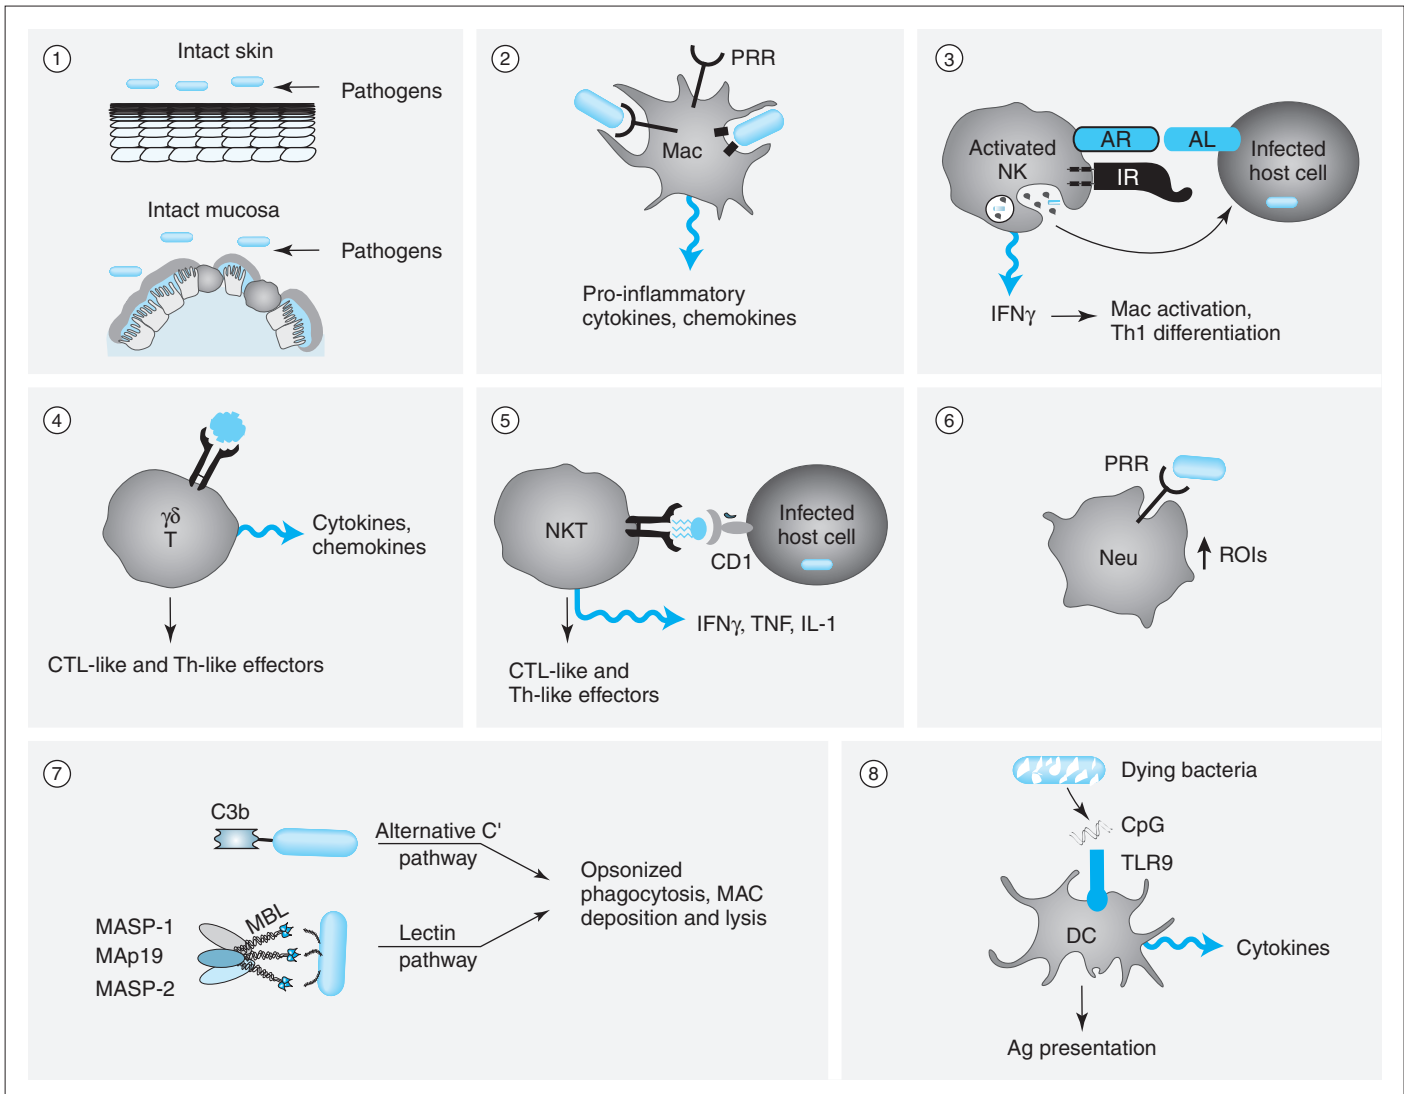 1
Intact skin
Pathogens
Intact mucosa
Pathogens
2
PRR
Mac
Pro-inflammatory
cytokines, chemokines
3
Activated
NK
AR
AL
IR
Infected
host cell
IFNγ
Mac activation,
Th1 differentiation
4
γδ
T
Cytokines,
chemokines
CTL-like and Th-like effectors
5
NKT
CD1
Infected
host cell
IFNγ, TNF, IL-1
CTL-like and
Th-like effectors
6
PRR
Neu
ROIs
7
C3b
Alternative C'
pathway
MASP-1
MAp19
MASP-2
MBL
Lectin
pathway
Opsonized
phagocytosis, MAC
deposition and lysis
8
Dying bacteria
CpG
TLR9
DC
Cytokines
Ag presentation